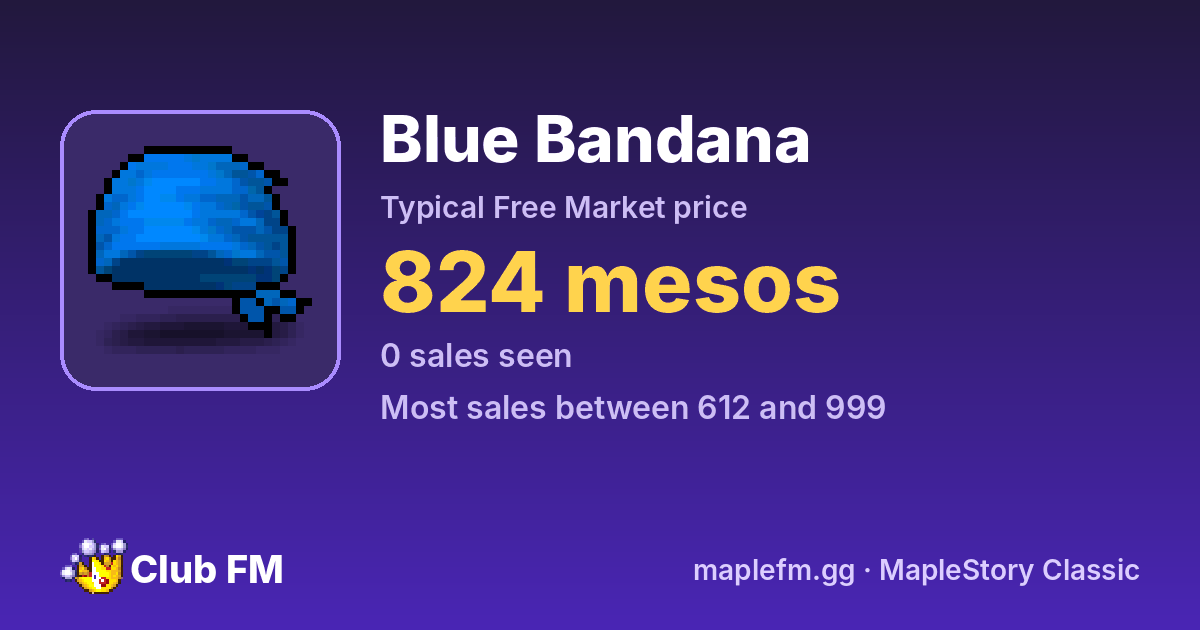 Blue Bandana
Typical Free Market price
824 mesos
0 sales seen
Most sales between 612 and 999
Club FM
maplefm.gg · MapleStory Classic